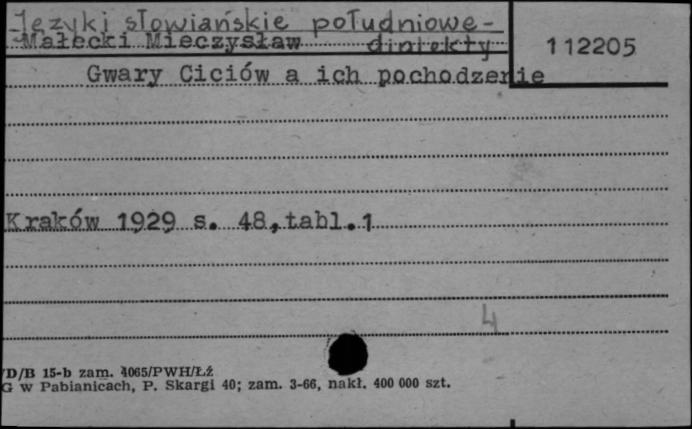 Języki słowiańskie południowe -
Małecki Mieczysław dialekty
112205
Gwary Ciciów a ich pochodzenie
Kraków 1929 s. 48, tabl. 1
4
D/B 15-b zam. 4065/PWH/Łź
G w Pabianicach, P. Skargi 40; zam. 3-66, nakł. 400 000 szt.